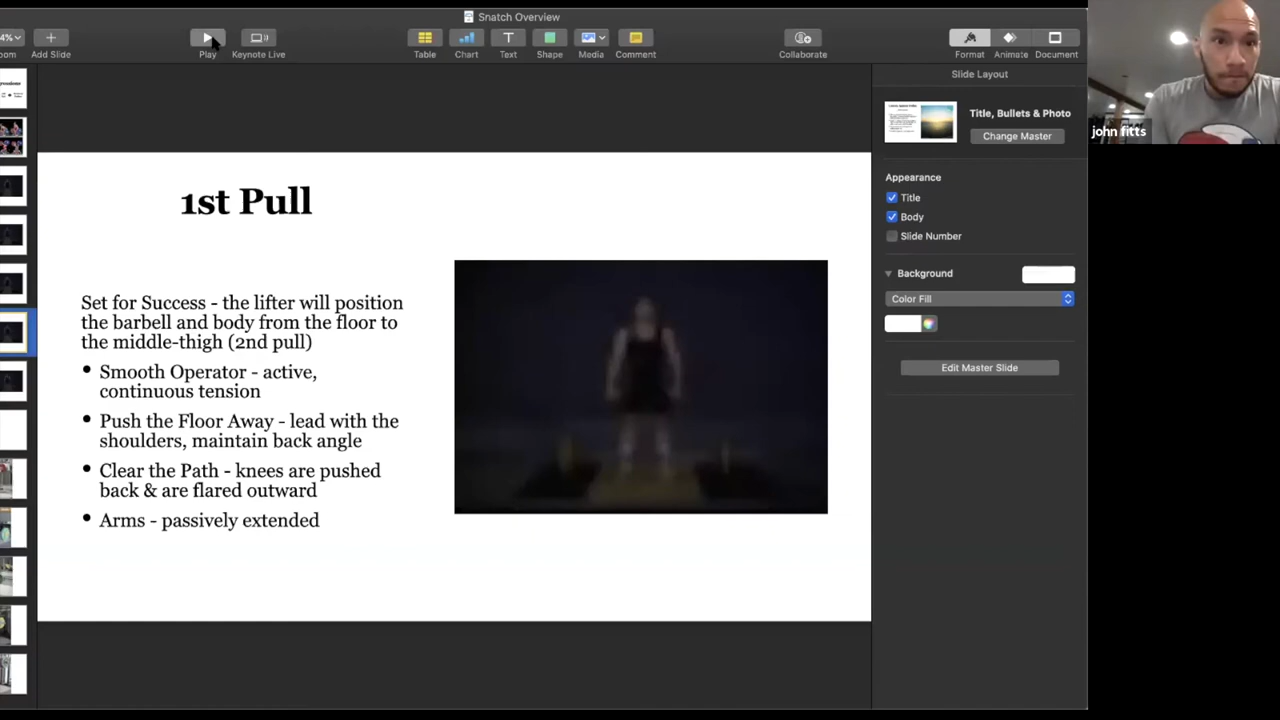 Snatch Overview
4%
Add Slide
Play
Keynote Live
Table
Chart
Text
Shape
Media
Comment
Collaborate
Format
Animate
Document
oom
Slide Layout
Title, Bullets & Photo
Change Master
Appearance
Title
Body
Slide Number
Background
Color Fill
Edit Master Slide
john fitts
1st Pull
Set for Success - the lifter will position
the barbell and body from the floor to
the middle-thigh (2nd pull)
• Smooth Operator - active,
continuous tension
• Push the Floor Away - lead with the
shoulders, maintain back angle
• Clear the Path - knees are pushed
back & are flared outward
• Arms - passively extended